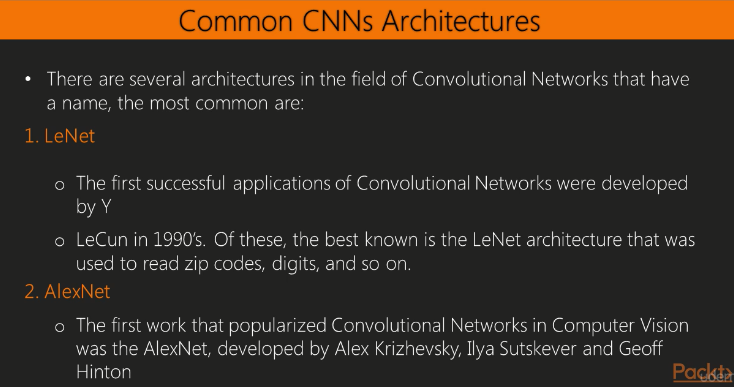 Common CNNs Architectures
• There are several architectures in the field of Convolutional Networks that have
a name, the most common are:
1. LeNet
o The first successful applications of Convolutional Networks were developed
by Y
o LeCun in 1990's. Of these, the best known is the LeNet architecture that was
used to read zip codes, digits, and so on.
2. AlexNet
o The first work that popularized Convolutional Networks in Computer Vision
was the AlexNet, developed by Alex Krizhevsky, Ilya Sutskever and Geoff
Hinton
Packt>